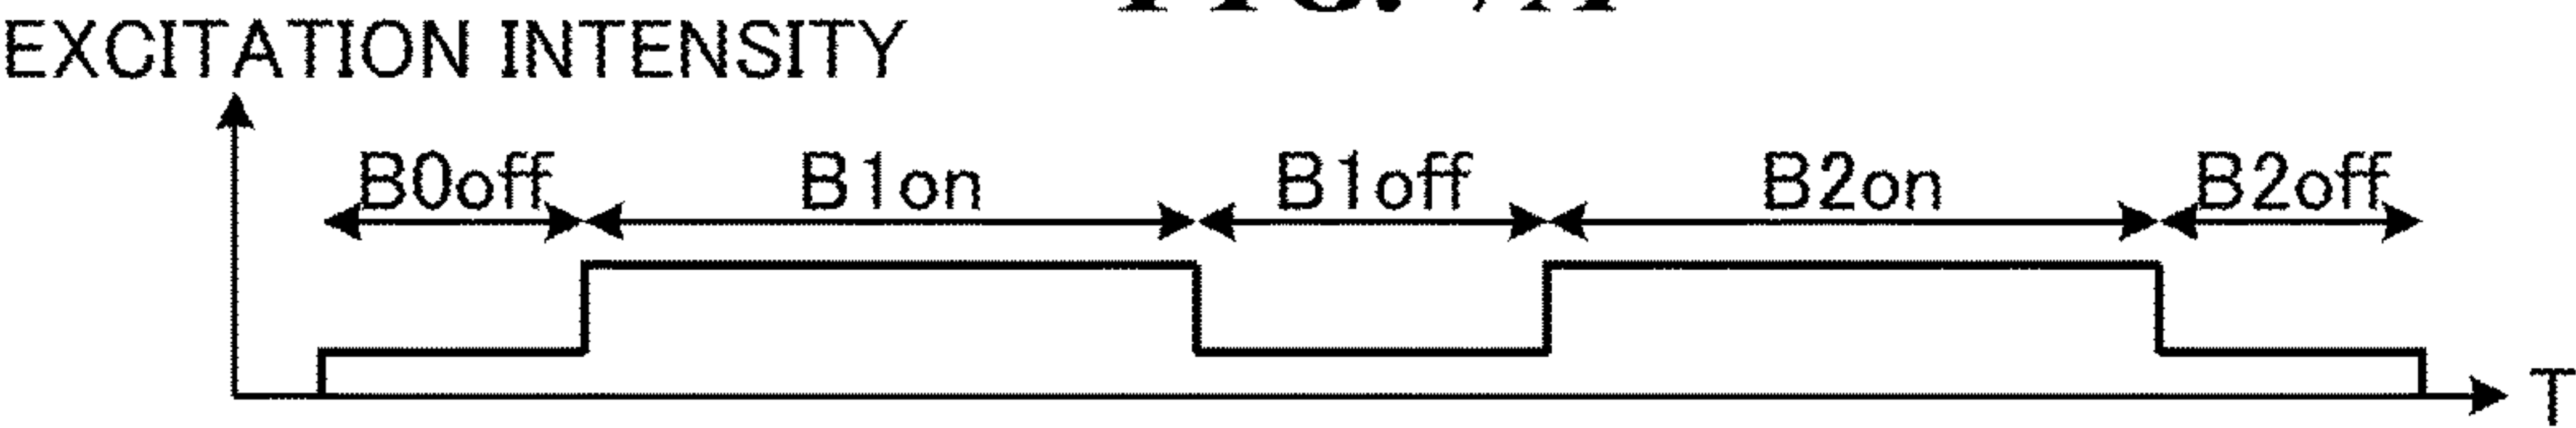 EXCITATION INTENSITY
B0off B1on B1off B2on B2off
T